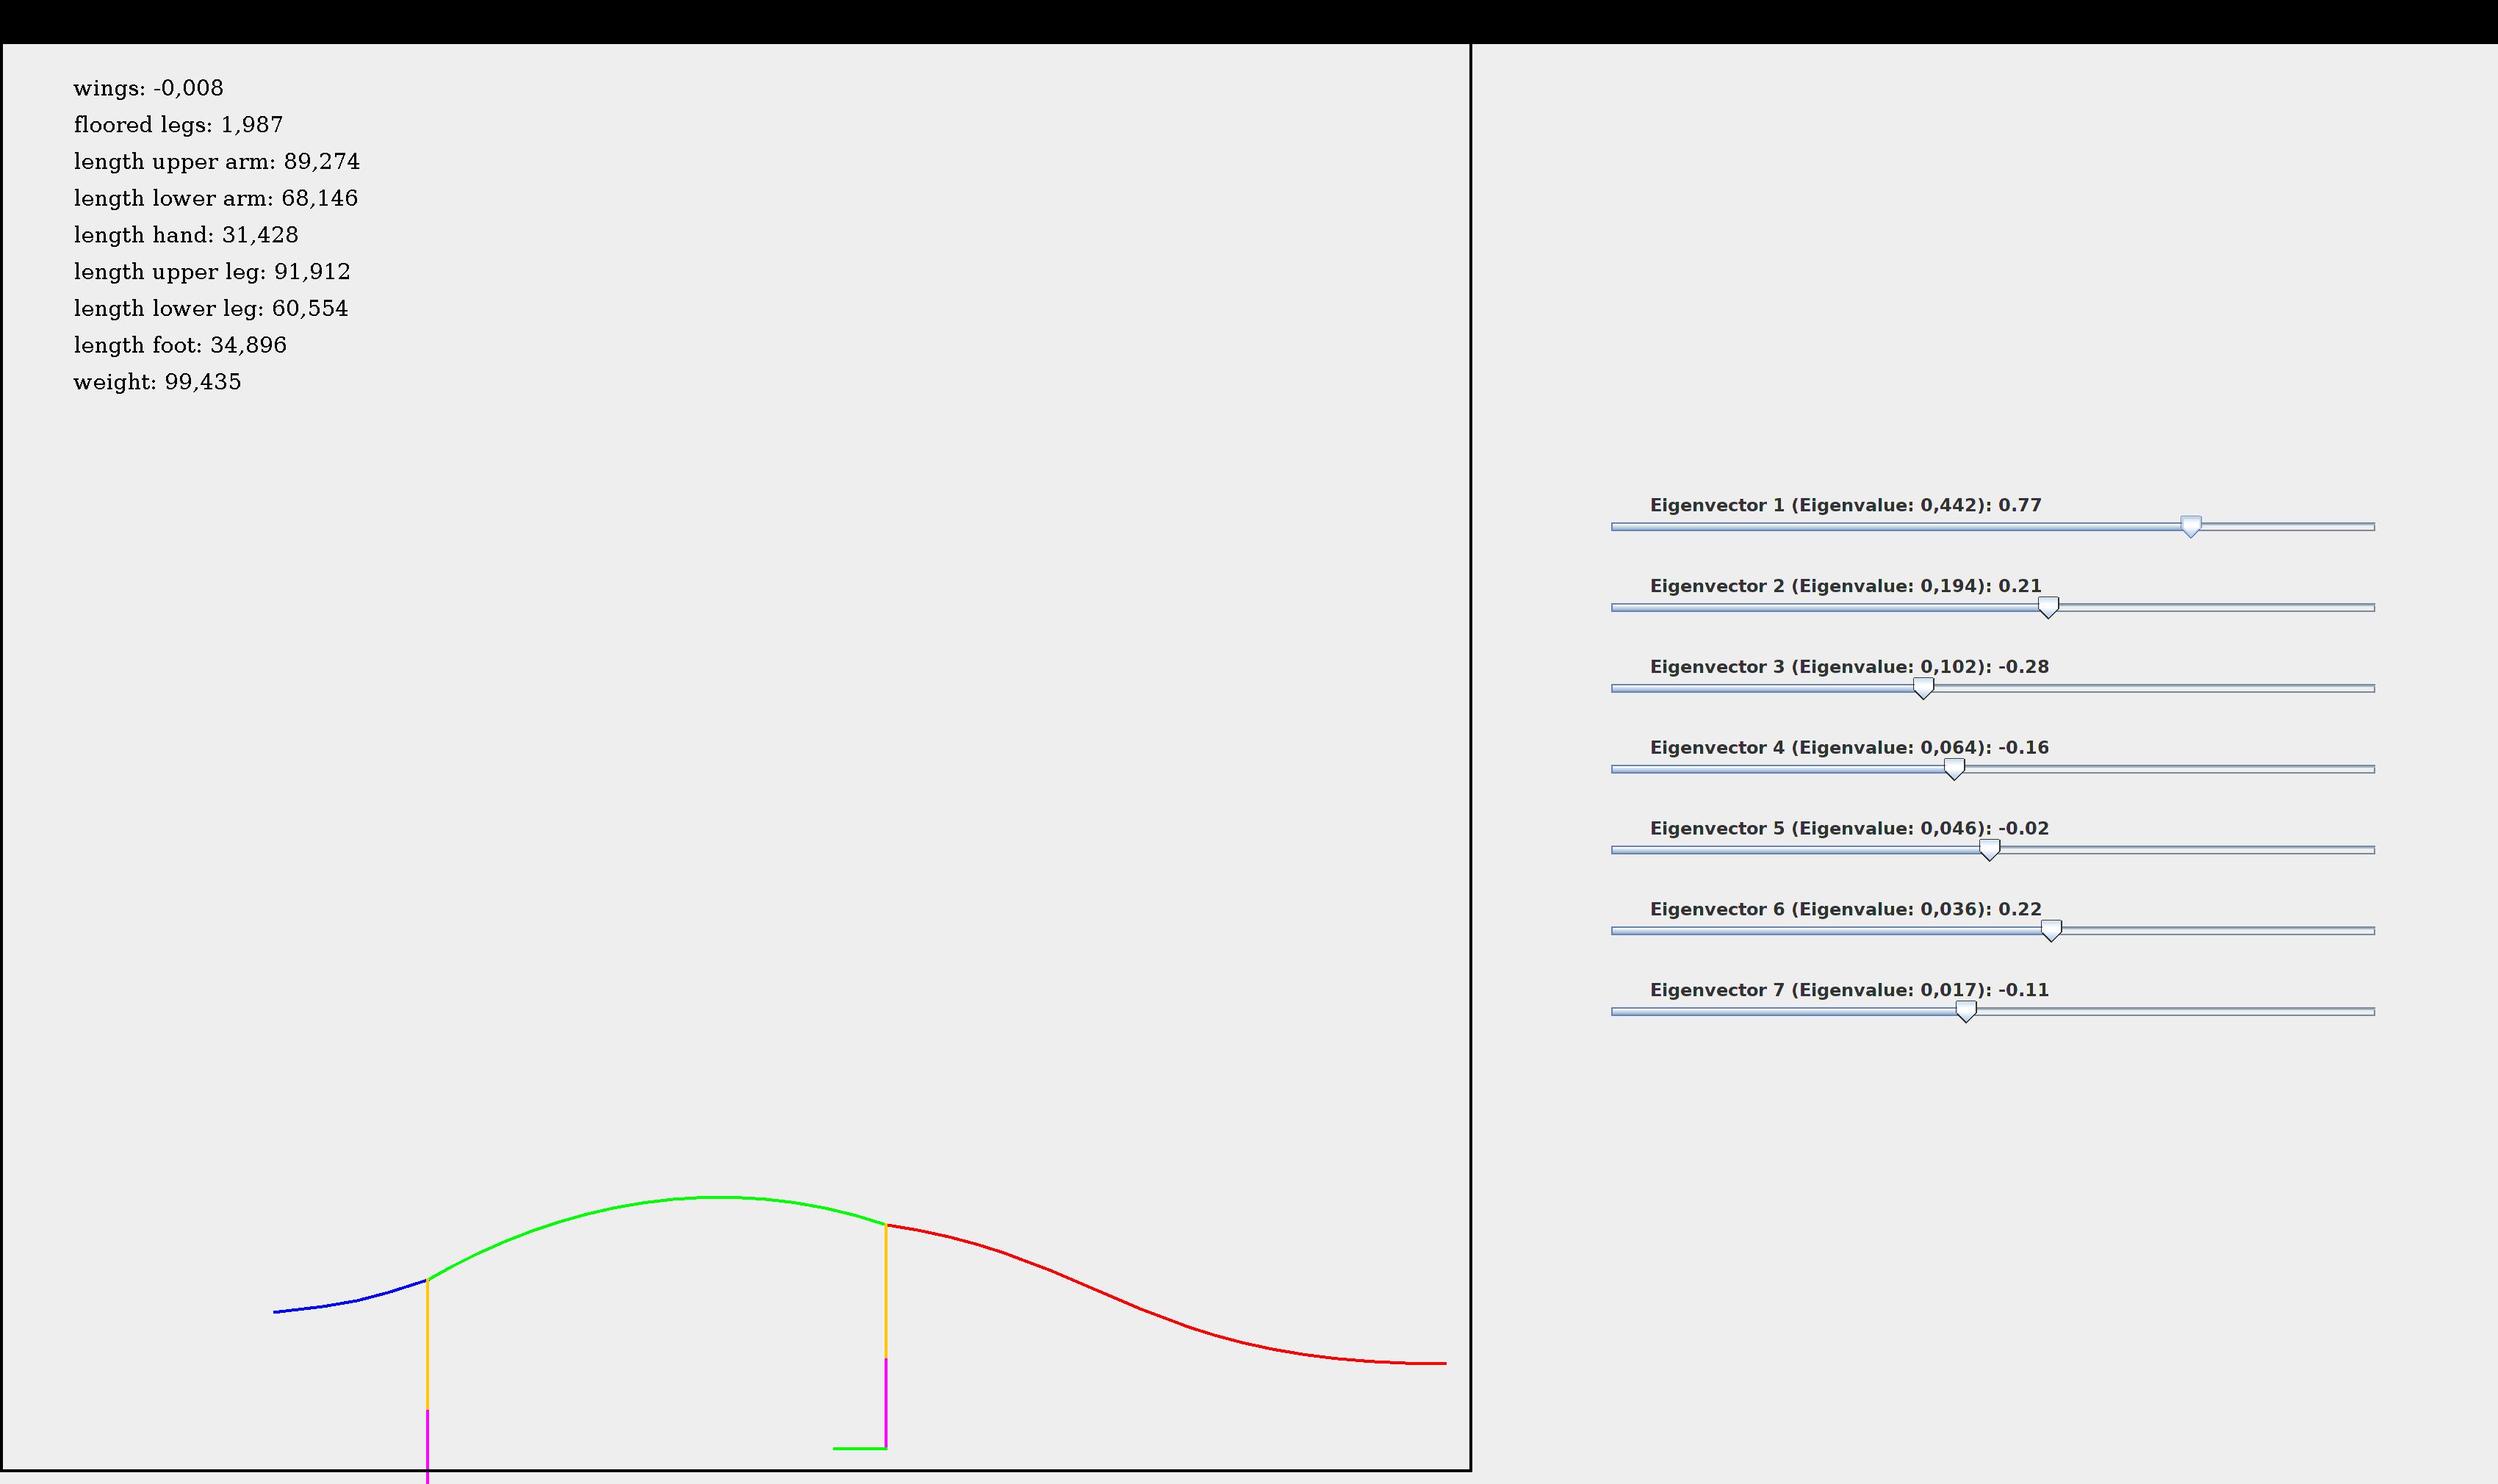 wings: -0,008
floored legs: 1,987
length upper arm: 89,274
length lower arm: 68,146
length hand: 31,428
length upper leg: 91,912
length lower leg: 60,554
length foot: 34,896
weight: 99,435
Eigenvector 1 (Eigenvalue: 0,442): 0.77
Eigenvector 2 (Eigenvalue: 0,194): 0.21
Eigenvector 3 (Eigenvalue: 0,102): -0.28
Eigenvector 4 (Eigenvalue: 0,064): -0.16
Eigenvector 5 (Eigenvalue: 0,046): -0.02
Eigenvector 6 (Eigenvalue: 0,036): 0.22
Eigenvector 7 (Eigenvalue: 0,017): -0.11